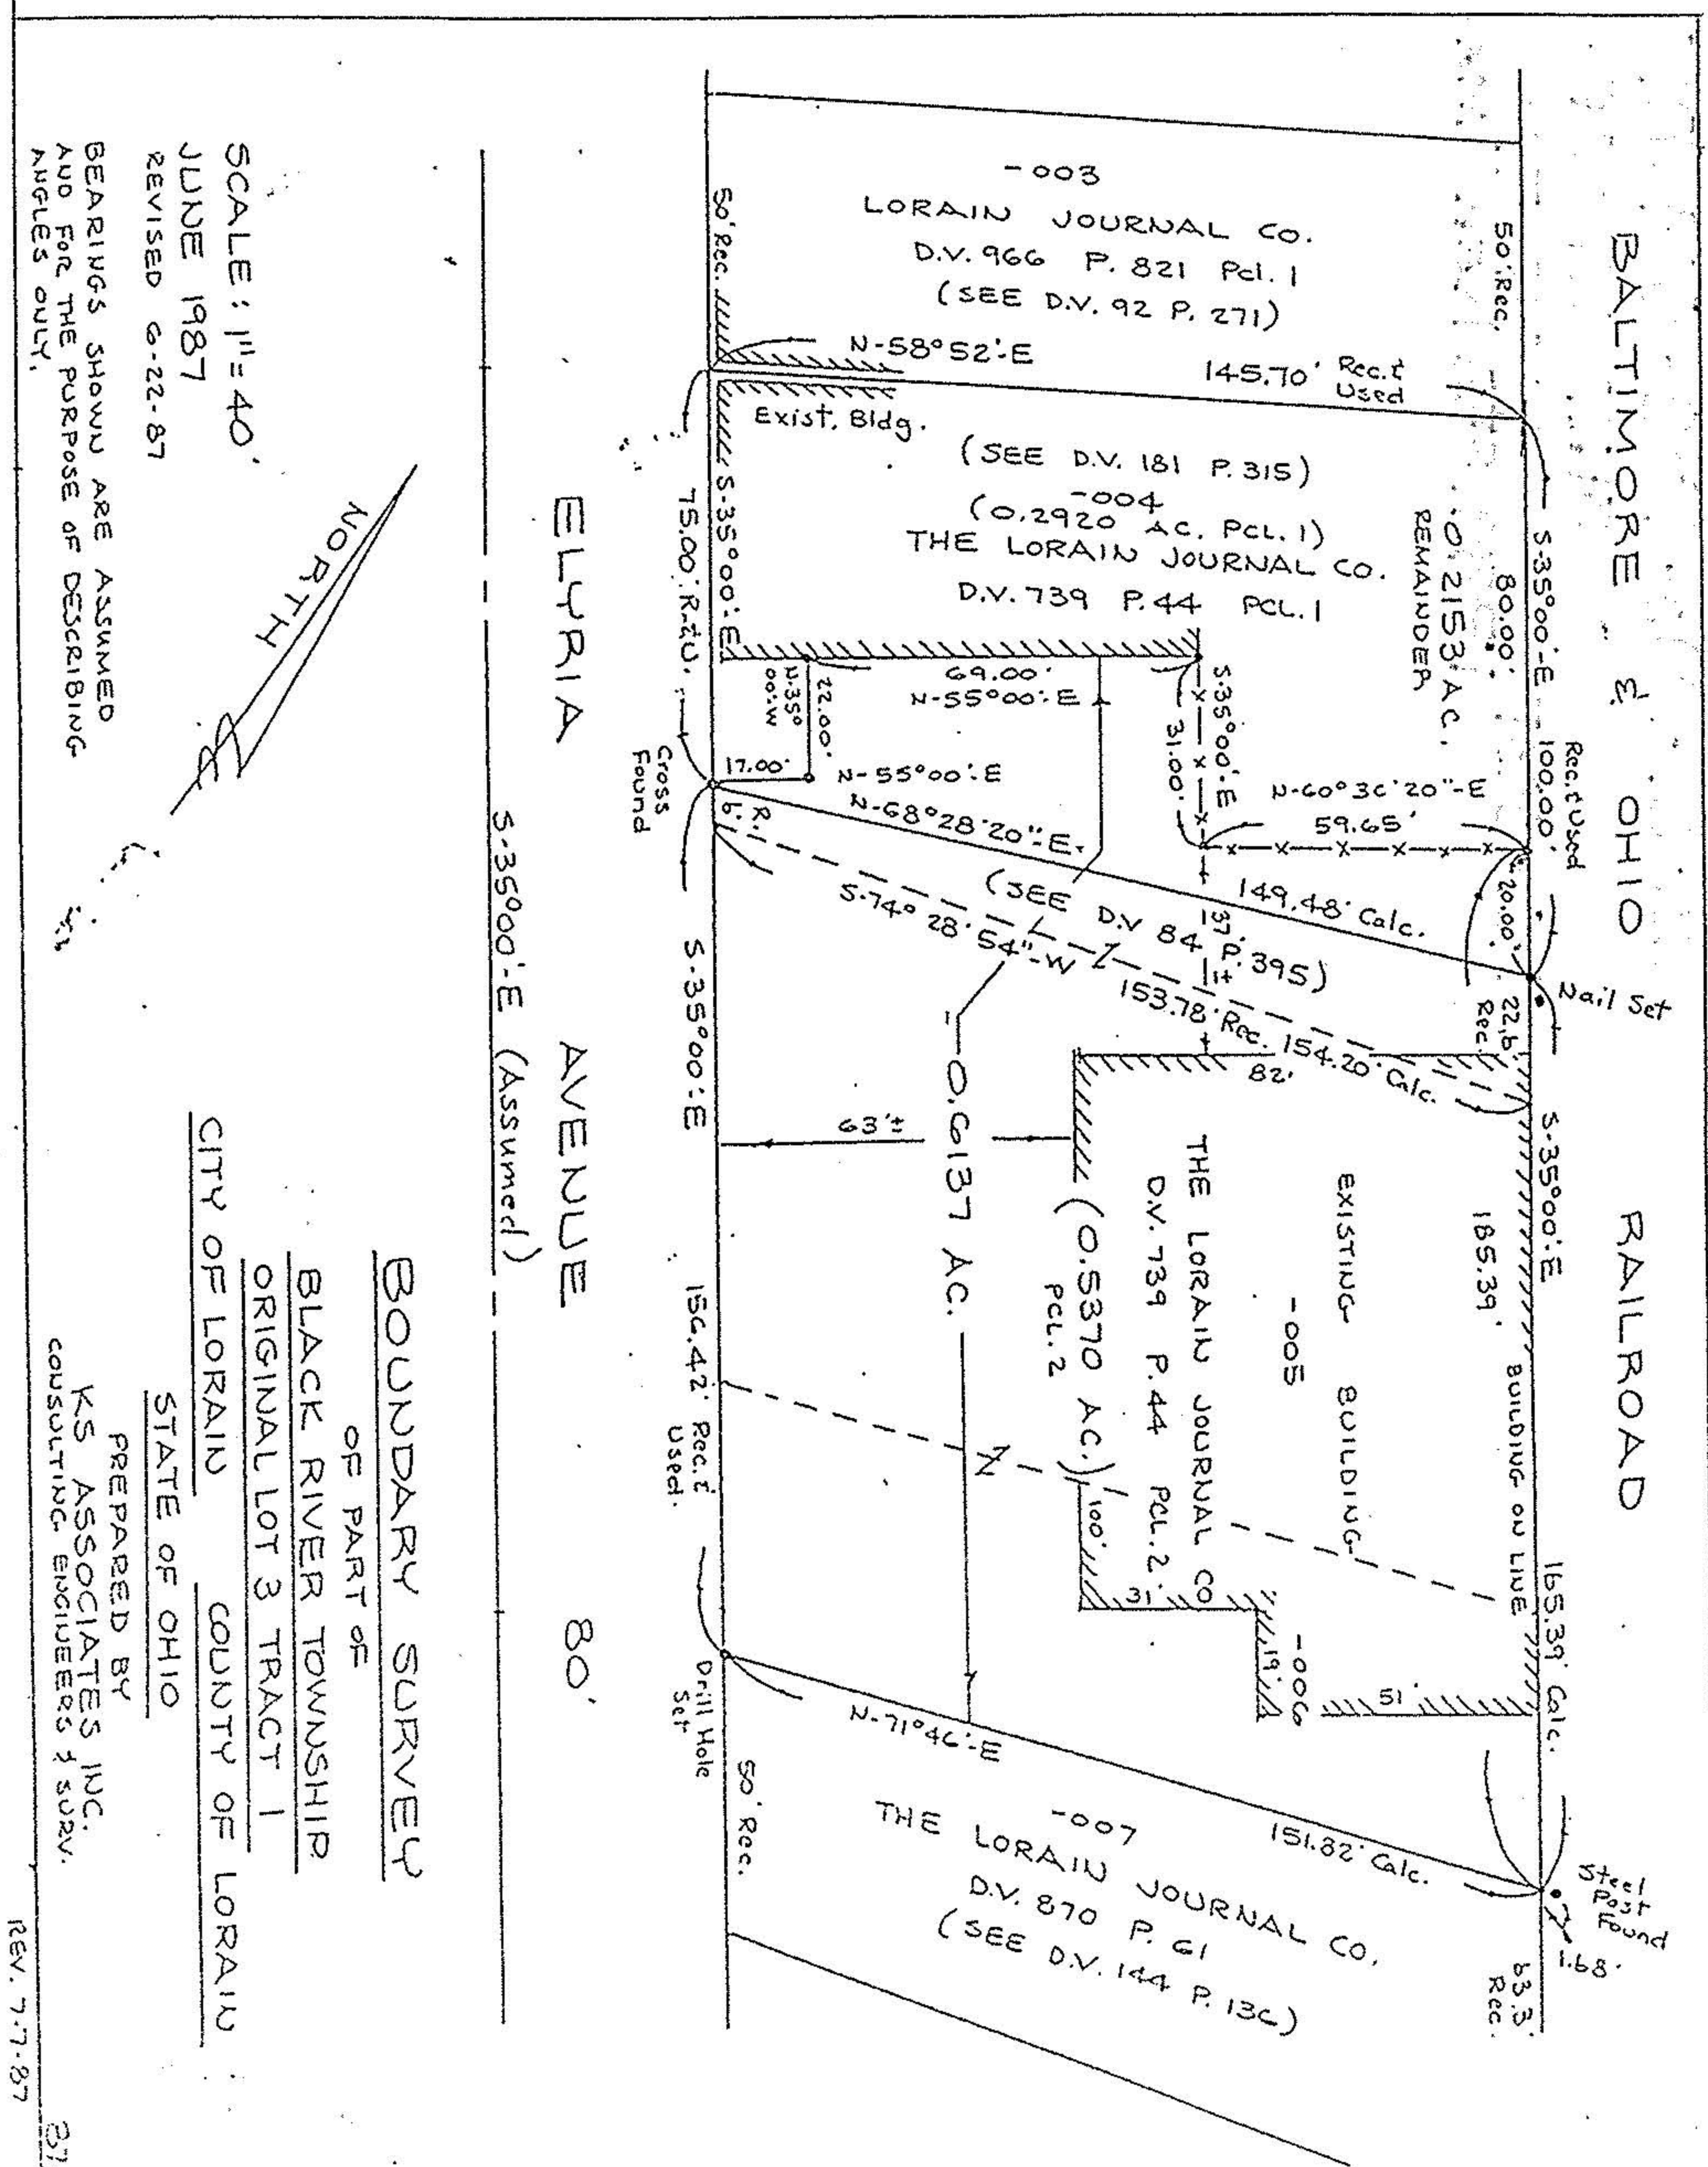 BALTIMORE & OHIO RAILROAD
50' Rec.
S-35°00'-E
80.00'
100.00'
Rec. & Used
20.00'
Nail Set
22.6'
Rec.
S-35°00'-E
185.39'
BUILDING ON LINE
165.39' Calc.
Steel
Post
Found
1.68'
63.3'
Rec.
-003
LORAIN JOURNAL CO.
D.V. 966 P. 821 Pcl. 1
(SEE D.V. 92 P. 271)
50' Rec.
N-58°52'-E
145.70' Rec. &
Used
Exist. Bldg.
(SEE D.V. 181 P. 315)
-004
(0.2920 AC. PCL. 1)
THE LORAIN JOURNAL CO.
D.V. 739 P. 44 PCL. 1
0.2153 AC.
REMAINDER
S-35°00'-E
75.00' R. & U.
69.00'
N-55°00'-E
22.00'
N-35°
00'-W
17.00'
N-55°00'-E
S-35°00'-E
31.00'
N-60°36'20"-E
59.65'
Cross
Found
6' R.
N-68°28'20"-E
149.48' Calc.
(SEE D.V. 84 P. 395)
37'
1±
S-74°28'54"-W
153.78' Rec. 154.20' Calc.
82'
63'±
0.6137 AC.
EXISTING BUILDING
-005
THE LORAIN JOURNAL CO
D.V. 739 P. 44 PCL. 2
(0.5370 AC.)
PCL. 2
100'
31'
19'
-006
51'
S-35°00'-E
156.42' Rec. &
Used.
Drill Hole
Set
50' Rec.
N-71°46'-E
151.82' Calc.
-007
THE LORAIN JOURNAL CO.
D.V. 870 P. 61
(SEE D.V. 144 P. 136)
ELYRIA AVENUE 80'
S-35°00'-E (Assumed)
NORTH
SCALE: 1"=40'
JUNE 1987
REVISED 6-22-87
BEARINGS SHOWN ARE ASSUMED
AND FOR THE PURPOSE OF DESCRIBING
ANGLES ONLY.
BOUNDARY SURVEY
OF PART OF
BLACK RIVER TOWNSHIP
ORIGINAL LOT 3 TRACT 1
CITY OF LORAIN COUNTY OF LORAIN
STATE OF OHIO
PREPARED BY
KS ASSOCIATES INC.
CONSULTING ENGINEERS & SURV.
REV. 7-7-87
87